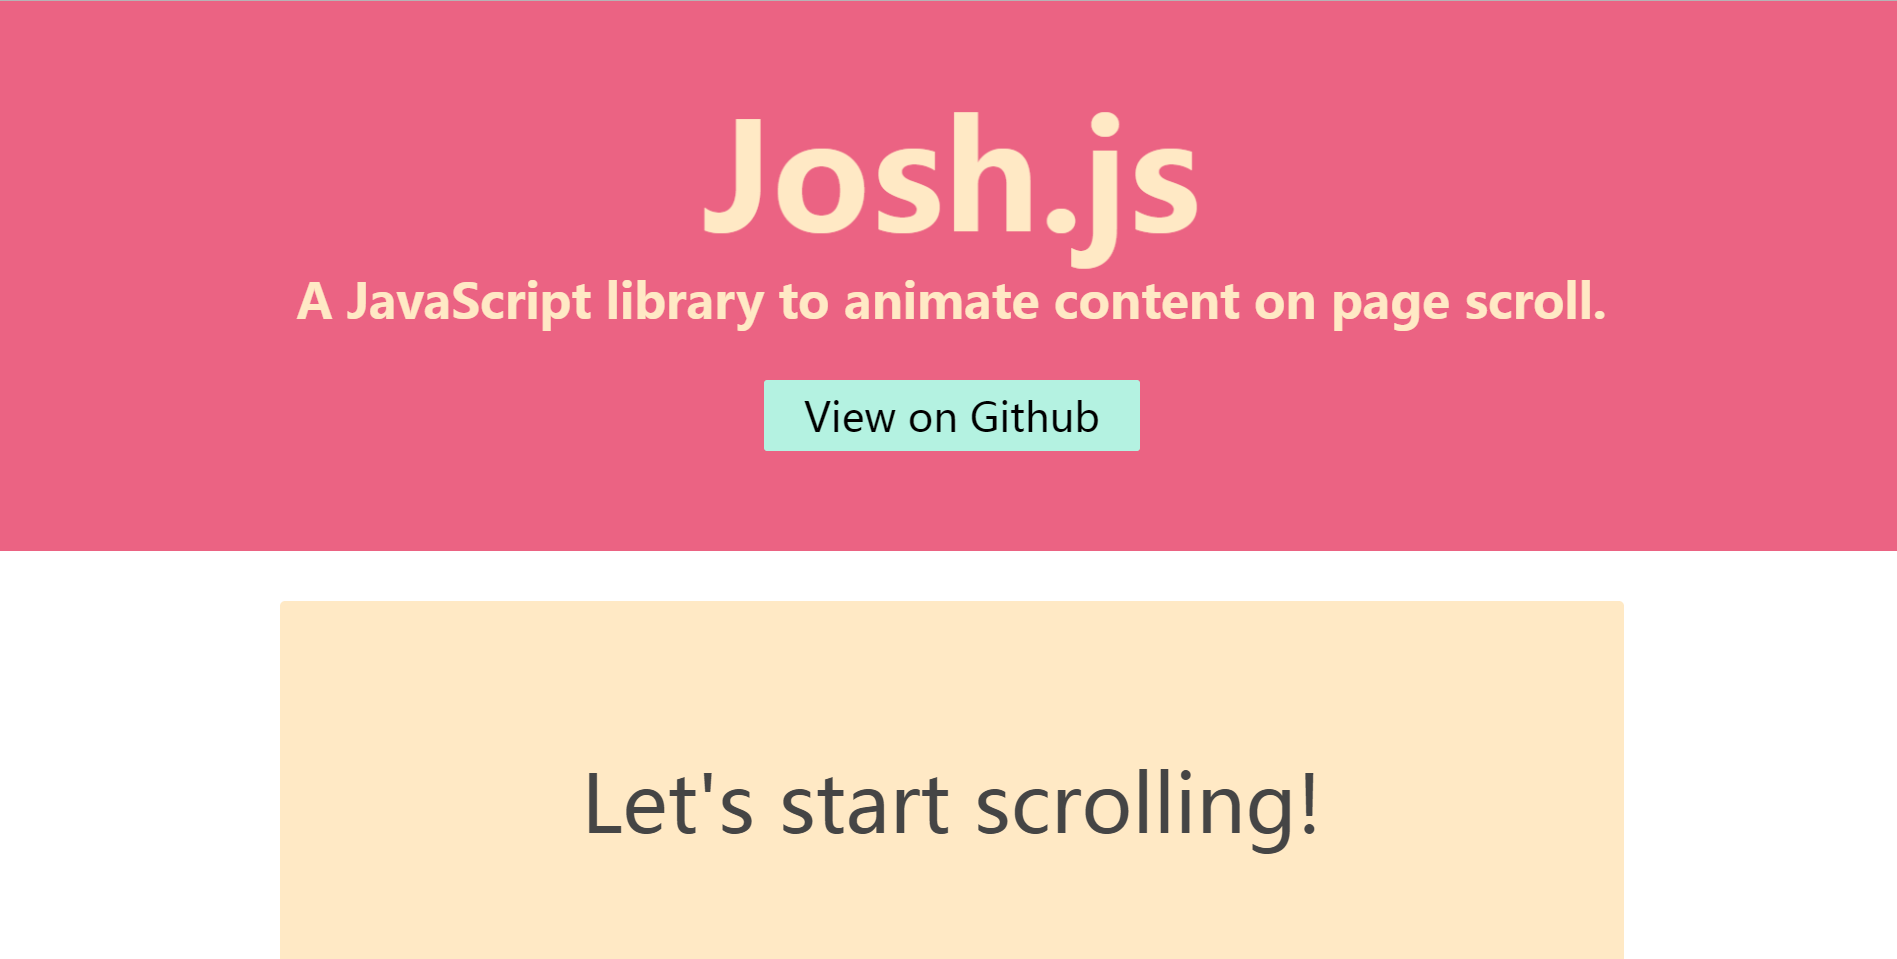 Josh.js
A JavaScript library to animate content on page scroll.
View on Github
Let's start scrolling!